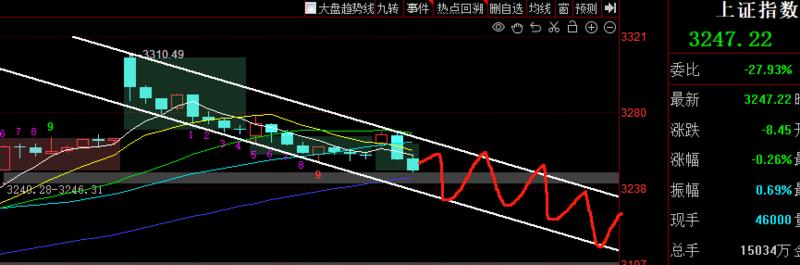 大盘趋势线 九转 事件 热点回溯 删自选 均线 窗 预测
上证指数
3247.22
委比 -27.93%
最新 3247.22
涨跌 -8.45
涨幅 -0.26%
振幅 0.69%
现手 46000
总手 15034万
3321
3280
3238
3197
3310.49
6 7 8 9
1 2 3 4 5 6 7 8 9
3240.28-3246.31